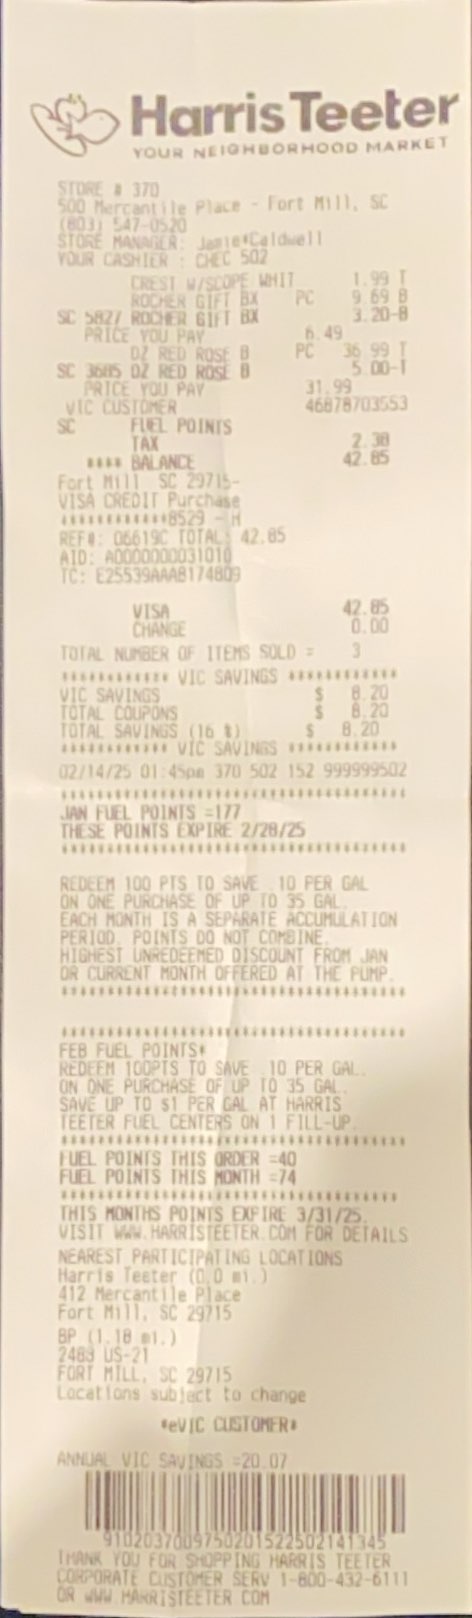 Harris Teeter
YOUR NEIGHBORHOOD MARKET
STORE # 370
500 Mercantile Place - Fort Mill, SC
(803) 547-0520
STORE MANAGER: Jamie*Caldwell
YOUR CASHIER : CHEC 502
CREST W/SCOPE WHIT 1.99 T
ROCHER GIFT BX PC 9.69 B
SC 5827 ROCHER GIFT BX 3.20-B
PRICE YOU PAY 6.49
DZ RED ROSE B PC 36.99 T
SC 3685 DZ RED ROSE B 5.00-T
PRICE YOU PAY 31.99
VIC CUSTOMER 46878703553
SC FUEL POINTS
TAX 2.38
**** BALANCE 42.85
Fort Mill SC 29715-
VISA CREDIT Purchase
************8529 - H
REF#: 06619C TOTAL: 42.85
AID: A0000000031010
TC: E25539AAA8174809
VISA 42.85
CHANGE 0.00
TOTAL NUMBER OF ITEMS SOLD = 3
************ VIC SAVINGS ************
VIC SAVINGS $ 8.20
TOTAL COUPONS $ 8.20
TOTAL SAVINGS (16 %) $ 8.20
************ VIC SAVINGS ************
02/14/25 01:45pm 370 502 152 999999502
****************************************
JAN FUEL POINTS =177
THESE POINTS EXPIRE 2/28/25
****************************************
REDEEM 100 PTS TO SAVE .10 PER GAL
ON ONE PURCHASE OF UP TO 35 GAL.
EACH MONTH IS A SEPARATE ACCUMULATION
PERIOD. POINTS DO NOT COMBINE.
HIGHEST UNREDEEMED DISCOUNT FROM JAN
OR CURRENT MONTH OFFERED AT THE PUMP.
****************************************
****************************************
FEB FUEL POINTS*
REDEEM 100PTS TO SAVE .10 PER GAL.
ON ONE PURCHASE OF UP TO 35 GAL.
SAVE UP TO $1 PER GAL AT HARRIS
TEETER FUEL CENTERS ON 1 FILL-UP.
****************************************
FUEL POINTS THIS ORDER =40
FUEL POINTS THIS MONTH =74
****************************************
THIS MONTHS POINTS EXPIRE 3/31/25.
VISIT WWW.HARRISTEETER.COM FOR DETAILS
NEAREST PARTICIPATING LOCATIONS
Harris Teeter (0.0 mi.)
412 Mercantile Place
Fort Mill, SC 29715
BP (1.18 mi.)
2483 US-21
FORT MILL, SC 29715
Locations subject to change
*eVIC CUSTOMER*
ANNUAL VIC SAVINGS =20.07
910203700975020152250214​1345
THANK YOU FOR SHOPPING HARRIS TEETER
CORPORATE CUSTOMER SERV 1-800-432-6111
OR WWW.HARRISTEETER.COM